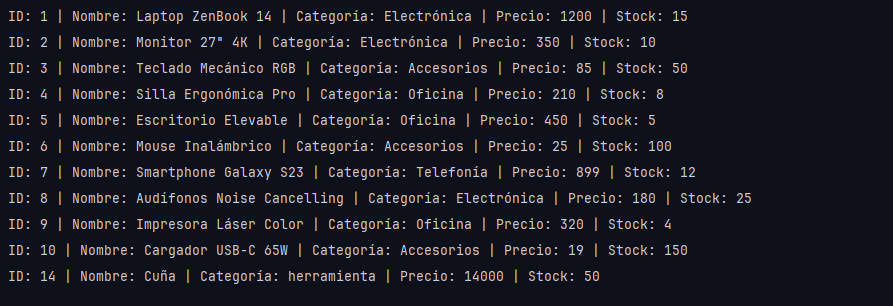 ID: 1 | Nombre: Laptop ZenBook 14 | Categoría: Electrónica | Precio: 1200 | Stock: 15
ID: 2 | Nombre: Monitor 27" 4K | Categoría: Electrónica | Precio: 350 | Stock: 10
ID: 3 | Nombre: Teclado Mecánico RGB | Categoría: Accesorios | Precio: 85 | Stock: 50
ID: 4 | Nombre: Silla Ergonómica Pro | Categoría: Oficina | Precio: 210 | Stock: 8
ID: 5 | Nombre: Escritorio Elevable | Categoría: Oficina | Precio: 450 | Stock: 5
ID: 6 | Nombre: Mouse Inalámbrico | Categoría: Accesorios | Precio: 25 | Stock: 100
ID: 7 | Nombre: Smartphone Galaxy S23 | Categoría: Telefonía | Precio: 899 | Stock: 12
ID: 8 | Nombre: Audífonos Noise Cancelling | Categoría: Electrónica | Precio: 180 | Stock: 25
ID: 9 | Nombre: Impresora Láser Color | Categoría: Oficina | Precio: 320 | Stock: 4
ID: 10 | Nombre: Cargador USB-C 65W | Categoría: Accesorios | Precio: 19 | Stock: 150
ID: 14 | Nombre: Cuña | Categoría: herramienta | Precio: 14000 | Stock: 50